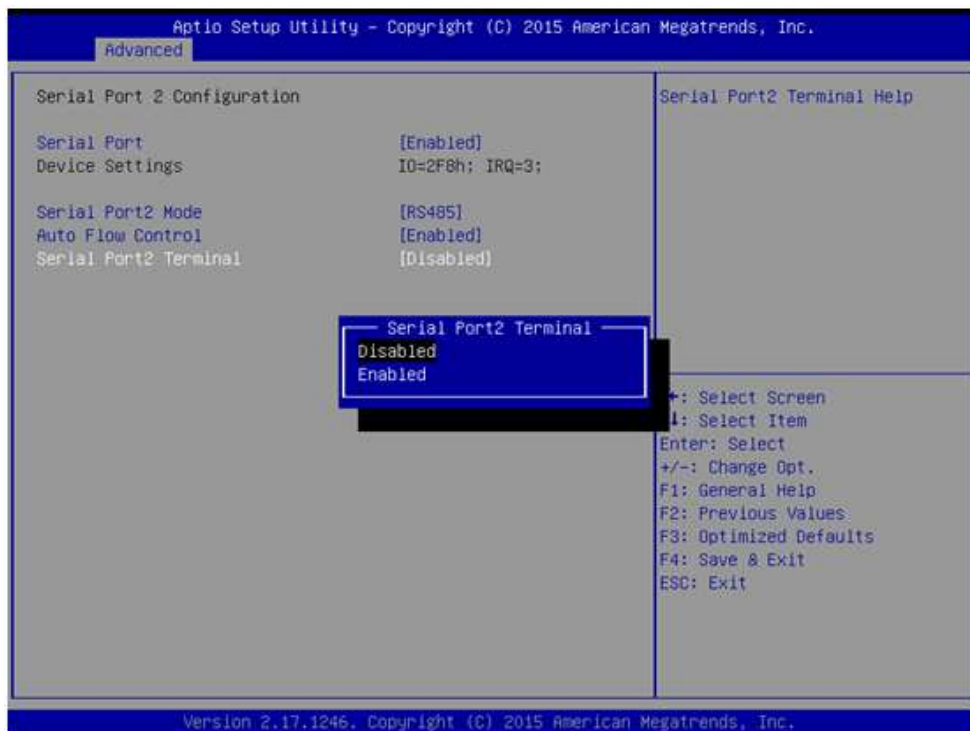 Aptio Setup Utility – Copyright (C) 2015 American Megatrends, Inc.
Advanced
Serial Port 2 Configuration
Serial Port [Enabled]
Device Settings IO=2F8h; IRQ=3;
Serial Port2 Mode [RS485]
Auto Flow Control [Enabled]
Serial Port2 Terminal [Disabled]
Serial Port2 Terminal
Disabled
Enabled
Serial Port2 Terminal Help
: Select Screen
: Select Item
Enter: Select
+/-: Change Opt.
F1: General Help
F2: Previous Values
F3: Optimized Defaults
F4: Save & Exit
ESC: Exit
Version 2.17.1246. Copyright (C) 2015 American Megatrends, Inc.